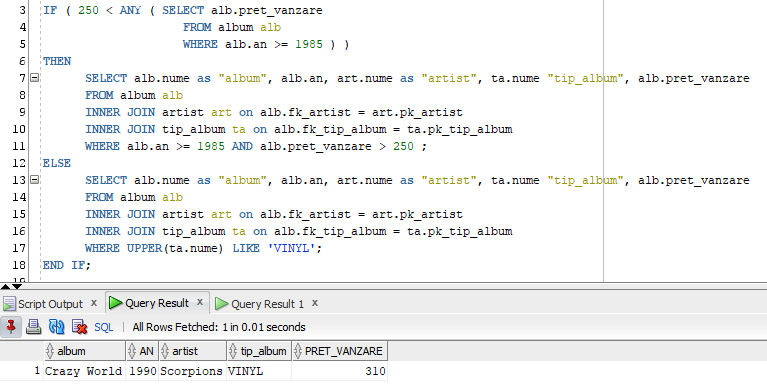 3 IF ( 250 < ANY ( SELECT alb.pret_vanzare
4 FROM album alb
5 WHERE alb.an >= 1985 ) )
6 THEN
7 SELECT alb.nume as "album", alb.an, art.nume as "artist", ta.nume "tip_album", alb.pret_vanzare
8 FROM album alb
9 INNER JOIN artist art on alb.fk_artist = art.pk_artist
10 INNER JOIN tip_album ta on alb.fk_tip_album = ta.pk_tip_album
11 WHERE alb.an >= 1985 AND alb.pret_vanzare > 250 ;
12 ELSE
13 SELECT alb.nume as "album", alb.an, art.nume as "artist", ta.nume "tip_album", alb.pret_vanzare
14 FROM album alb
15 INNER JOIN artist art on alb.fk_artist = art.pk_artist
16 INNER JOIN tip_album ta on alb.fk_tip_album = ta.pk_tip_album
17 WHERE UPPER(ta.nume) LIKE 'VINYL';
18 END IF;
19
Script Output x Query Result x Query Result 1 x
SQL | All Rows Fetched: 1 in 0.01 seconds
album AN artist tip_album PRET_VANZARE
1 Crazy World 1990 Scorpions VINYL 310